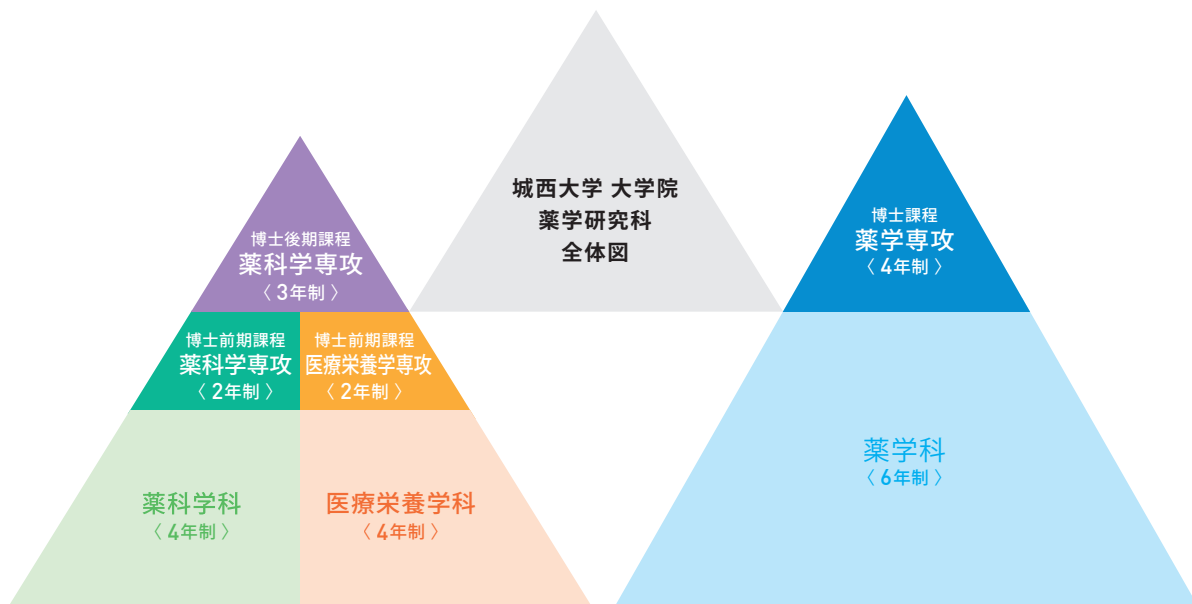 城西大学 大学院
薬学研究科
全体図
博士後期課程
薬科学専攻
〈 3年制 〉
博士前期課程
薬科学専攻
〈 2年制 〉
博士前期課程
医療栄養学専攻
〈 2年制 〉
薬科学科
〈 4年制 〉
医療栄養学科
〈 4年制 〉
博士課程
薬学専攻
〈 4年制 〉
薬学科
〈 6年制 〉